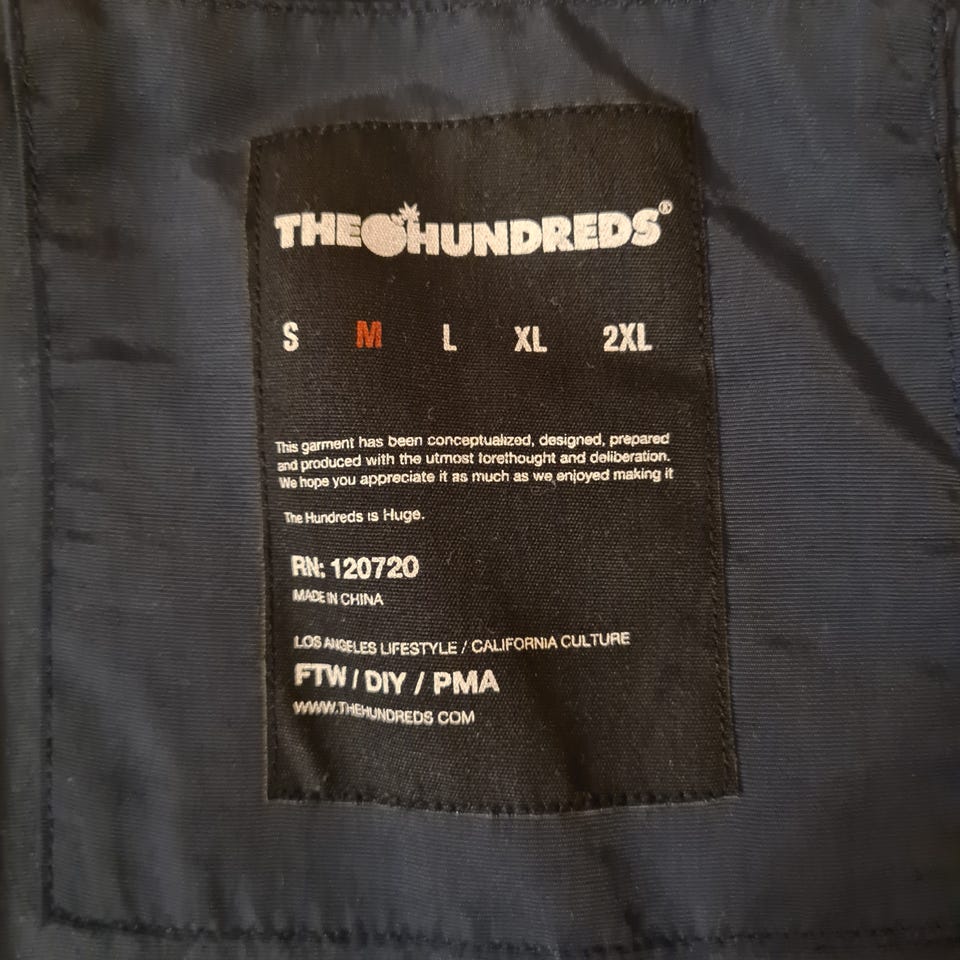 THE HUNDREDS®
S M L XL 2XL
This garment has been conceptualized, designed, prepared
and produced with the utmost forethought and deliberation.
We hope you appreciate it as much as we enjoyed making it
The Hundreds is Huge.
RN: 120720
MADE IN CHINA
LOS ANGELES LIFESTYLE / CALIFORNIA CULTURE
FTW / DIY / PMA
WWW.THEHUNDREDS COM